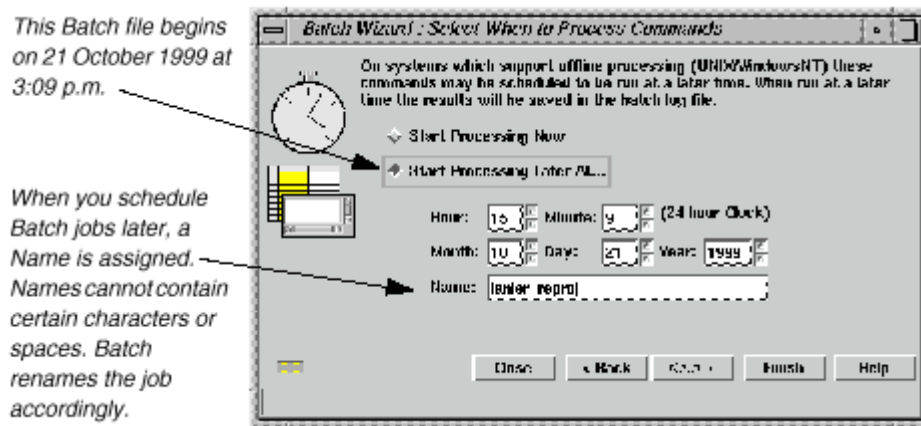 This Batch file begins
on 21 October 1999 at
3:09 p.m.
When you schedule
Batch jobs later, a
Name is assigned.
Names cannot contain
certain characters or
spaces. Batch
renames the job
accordingly.
Batch Wizard : Select When to Process Commands
On systems which support offline processing (UNIX/WindowsNT) these
commands may be scheduled to be run at a later time. When run at a later
time the results will be saved in the batch log file.
Start Processing Now
Start Processing Later At...
Hour: 15 Minute: 9 (24 hour Clock)
Month: 10 Day: 21 Year: 1999
Name:
Close < Back Finish Help